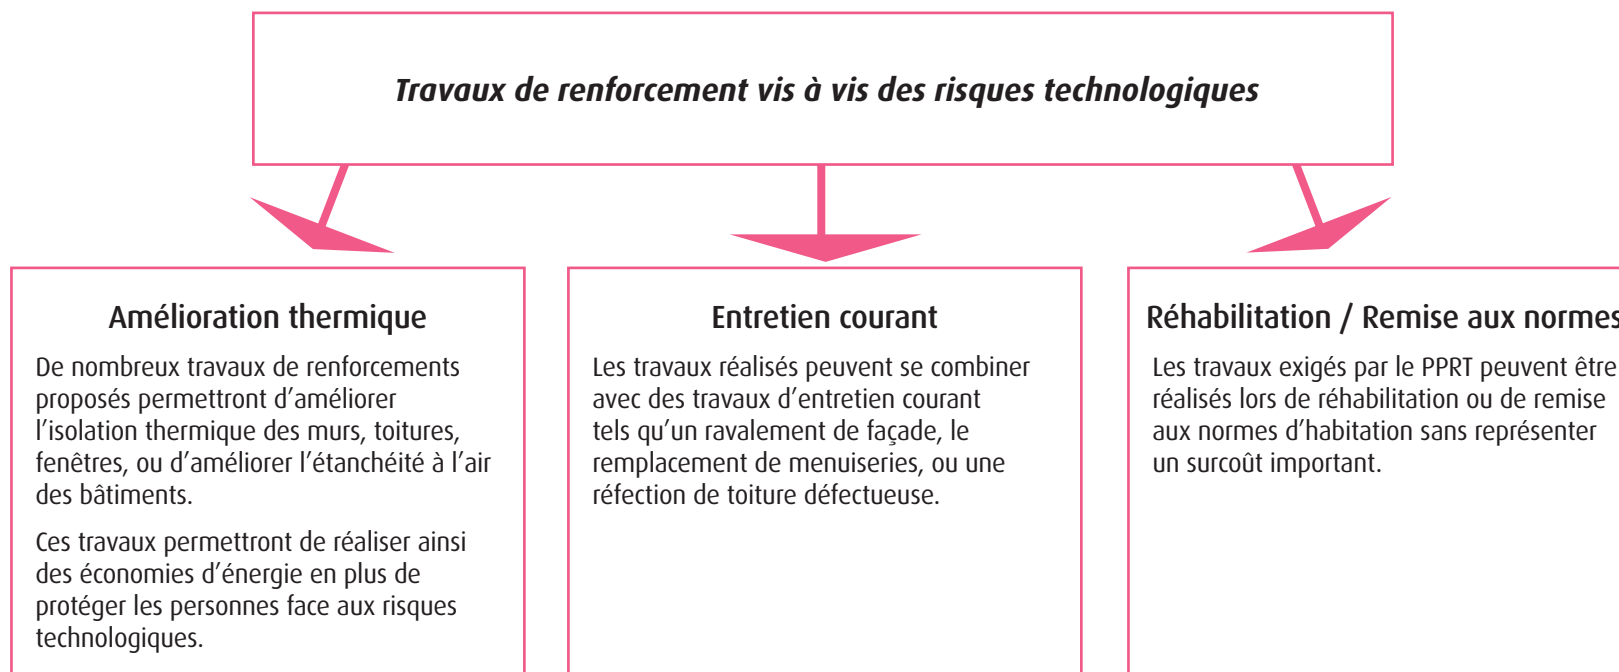 Travaux de renforcement vis à vis des risques technologiques
Amélioration thermique
De nombreux travaux de renforcements
proposés permettront d’améliorer
l’isolation thermique des murs, toitures,
fenêtres, ou d’améliorer l’étanchéité à l’air
des bâtiments.
Ces travaux permettront de réaliser ainsi
des économies d’énergie en plus de
protéger les personnes face aux risques
technologiques.
Entretien courant
Les travaux réalisés peuvent se combiner
avec des travaux d’entretien courant
tels qu’un ravalement de façade, le
remplacement de menuiseries, ou une
réfection de toiture défectueuse.
Réhabilitation / Remise aux normes
Les travaux exigés par le PPRT peuvent être
réalisés lors de réhabilitation ou de remise
aux normes d’habitation sans représenter
un surcoût important.